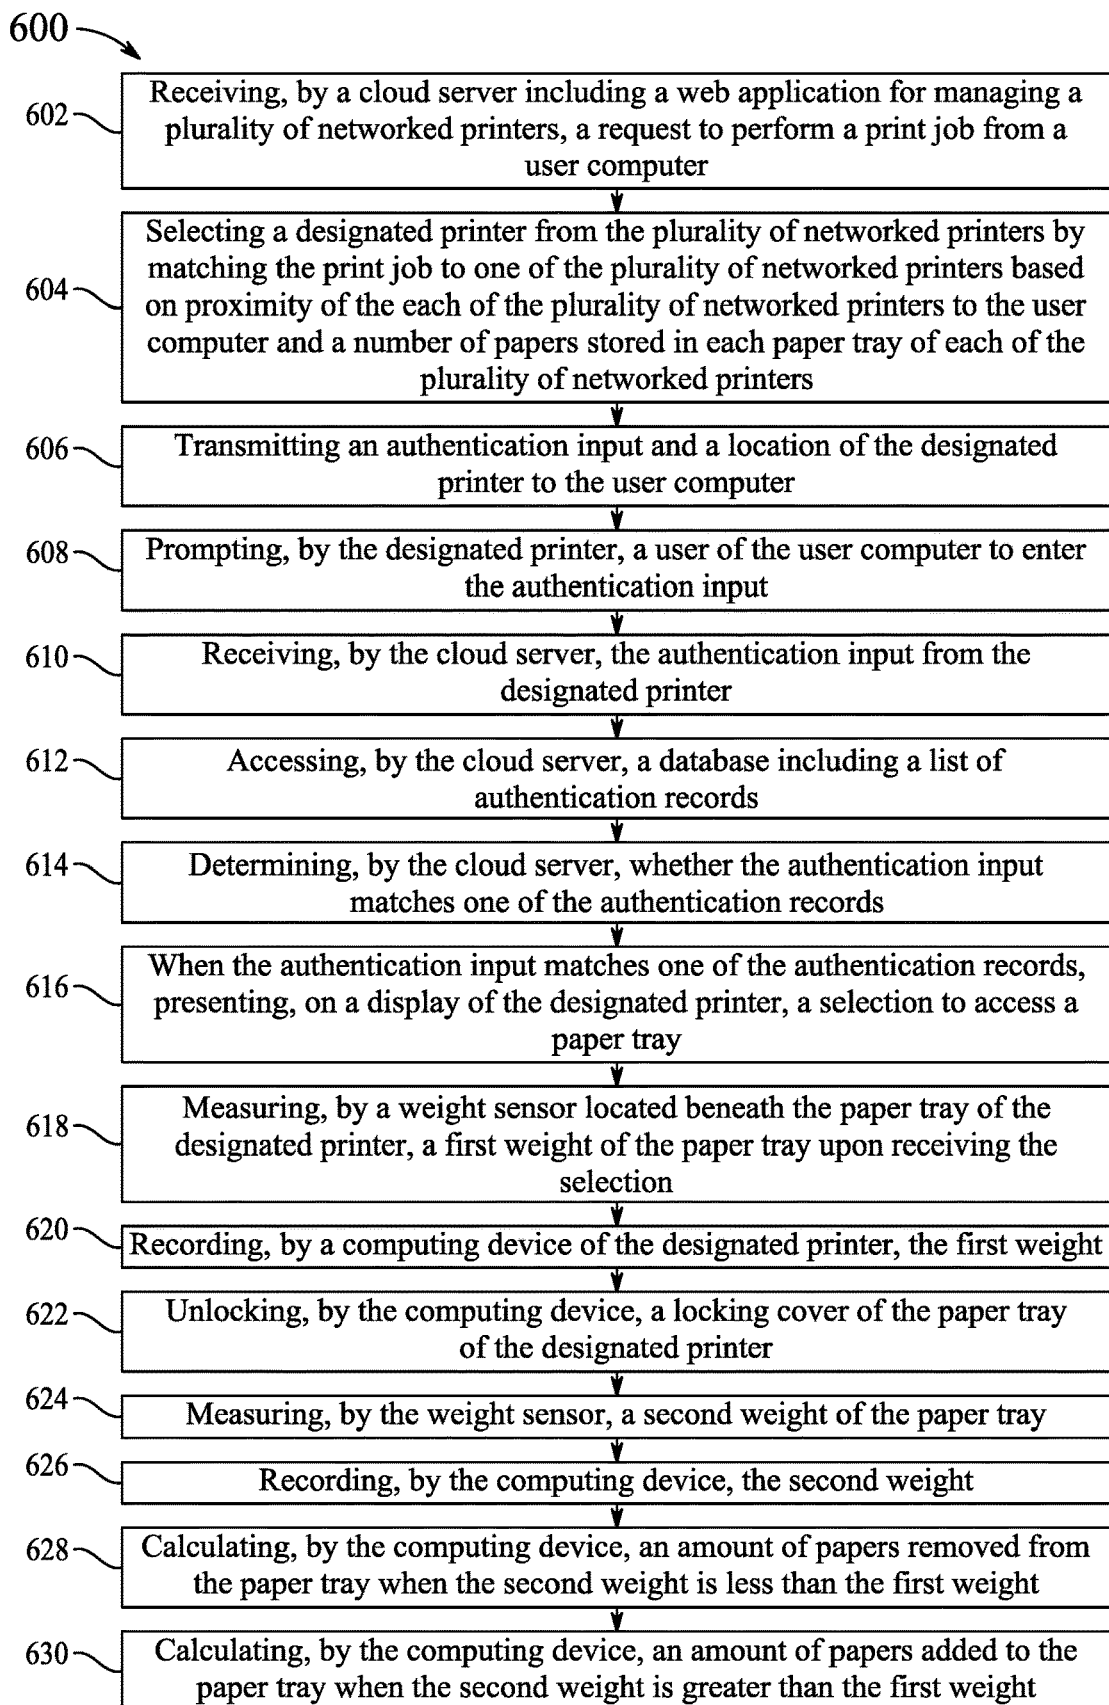 600
602
Receiving, by a cloud server including a web application for managing a
plurality of networked printers, a request to perform a print job from a
user computer
604
Selecting a designated printer from the plurality of networked printers by
matching the print job to one of the plurality of networked printers based
on proximity of the each of the plurality of networked printers to the user
computer and a number of papers stored in each paper tray of each of the
plurality of networked printers
606
Transmitting an authentication input and a location of the designated
printer to the user computer
608
Prompting, by the designated printer, a user of the user computer to enter
the authentication input
610
Receiving, by the cloud server, the authentication input from the
designated printer
612
Accessing, by the cloud server, a database including a list of
authentication records
614
Determining, by the cloud server, whether the authentication input
matches one of the authentication records
616
When the authentication input matches one of the authentication records,
presenting, on a display of the designated printer, a selection to access a
paper tray
618
Measuring, by a weight sensor located beneath the paper tray of the
designated printer, a first weight of the paper tray upon receiving the
selection
620
Recording, by a computing device of the designated printer, the first weight
622
Unlocking, by the computing device, a locking cover of the paper tray
of the designated printer
624
Measuring, by the weight sensor, a second weight of the paper tray
626
Recording, by the computing device, the second weight
628
Calculating, by the computing device, an amount of papers removed from
the paper tray when the second weight is less than the first weight
630
Calculating, by the computing device, an amount of papers added to the
paper tray when the second weight is greater than the first weight